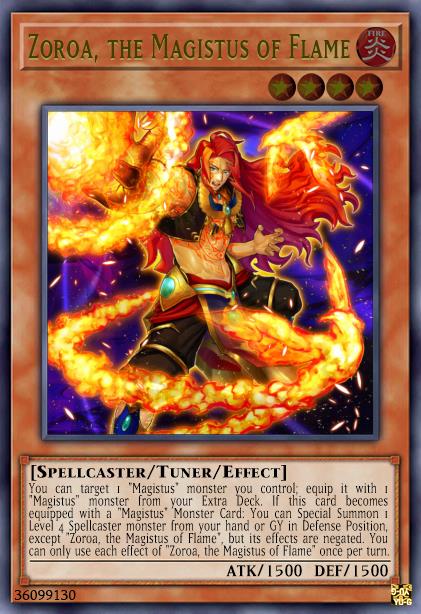 Zoroa, the Magistus of Flame
FIRE
炎
[Spellcaster/Tuner/Effect]
You can target 1 "Magistus" monster you control; equip it with 1
"Magistus" monster from your Extra Deck. If this card becomes
equipped with a "Magistus" Monster Card: You can Special Summon 1
Level 4 Spellcaster monster from your hand or GY in Defense Position,
except "Zoroa, the Magistus of Flame", but its effects are negated. You
can only use each effect of "Zoroa, the Magistus of Flame" once per turn.
ATK/1500 DEF/1500
36099130